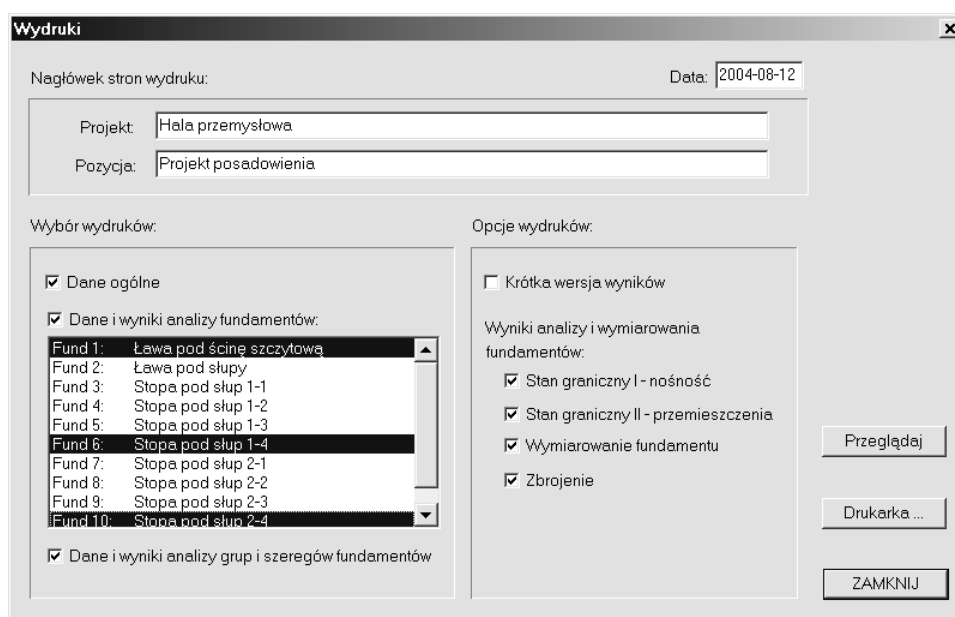 Wydruki
Nagłówek stron wydruku:
Data: 2004-08-12
Projekt: Hala przemysłowa
Pozycja: Projekt posadowienia
Wybór wydruków:
Dane ogólne
Dane i wyniki analizy fundamentów:
Fund 1: Ława pod ścinę szczytową
Fund 2: Ława pod słupy
Fund 3: Stopa pod słup 1-1
Fund 4: Stopa pod słup 1-2
Fund 5: Stopa pod słup 1-3
Fund 6: Stopa pod słup 1-4
Fund 7: Stopa pod słup 2-1
Fund 8: Stopa pod słup 2-2
Fund 9: Stopa pod słup 2-3
Fund 10: Stopa pod słup 2-4
Dane i wyniki analizy grup i szeregów fundamentów
Opcje wydruków:
Krótka wersja wyników
Wyniki analizy i wymiarowania
fundamentów:
Stan graniczny I - nośność
Stan graniczny II - przemieszczenia
Wymiarowanie fundamentu
Zbrojenie
Przeglądaj
Drukarka ...
ZAMKNIJ